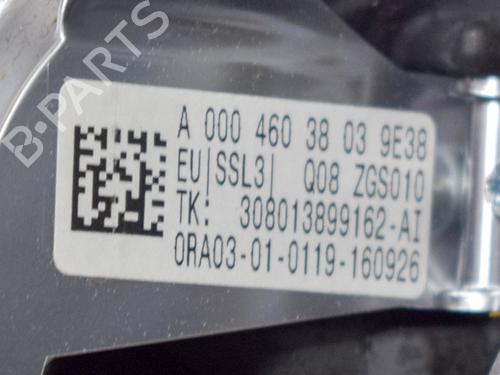 B-PARTS
A 000 460 38 03 9E38
EU|SSL3| Q08 ZGS010
TK: 308013899162-AI
0RA03-01-0119-160926